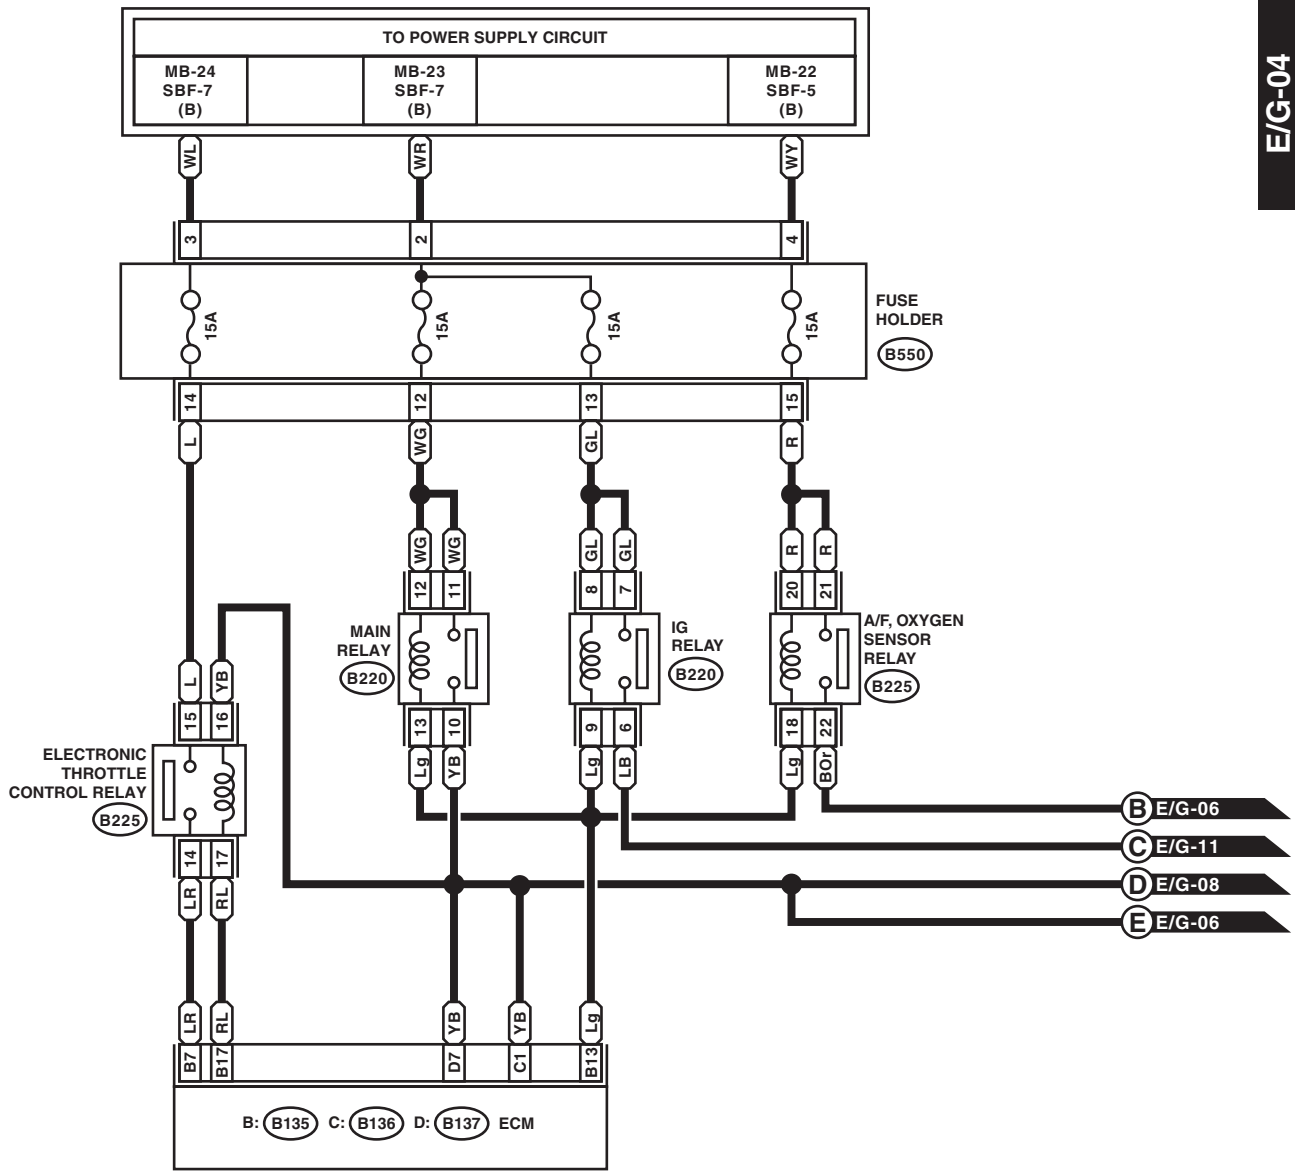 E/G-04
TO POWER SUPPLY CIRCUIT
MB-24
SBF-7
(B)
MB-23
SBF-7
(B)
MB-22
SBF-5
(B)
WL
WR
WY
3
2
4
15A
15A
15A
15A
FUSE
HOLDER
B550
14
12
13
15
L
WG
GL
R
WG
WG
GL
GL
R
R
12
11
8
7
20
21
MAIN
RELAY
B220
IG
RELAY
B220
A/F, OXYGEN
SENSOR
RELAY
B225
13
10
9
6
18
22
Lg
YB
Lg
LB
Lg
BOr
L
YB
15
16
ELECTRONIC
THROTTLE
CONTROL RELAY
B225
14
17
LR
RL
B E/G-06
C E/G-11
D E/G-08
E E/G-06
LR
RL
YB
YB
Lg
B7
B17
D7
C1
B13
B: B135 C: B136 D: B137 ECM